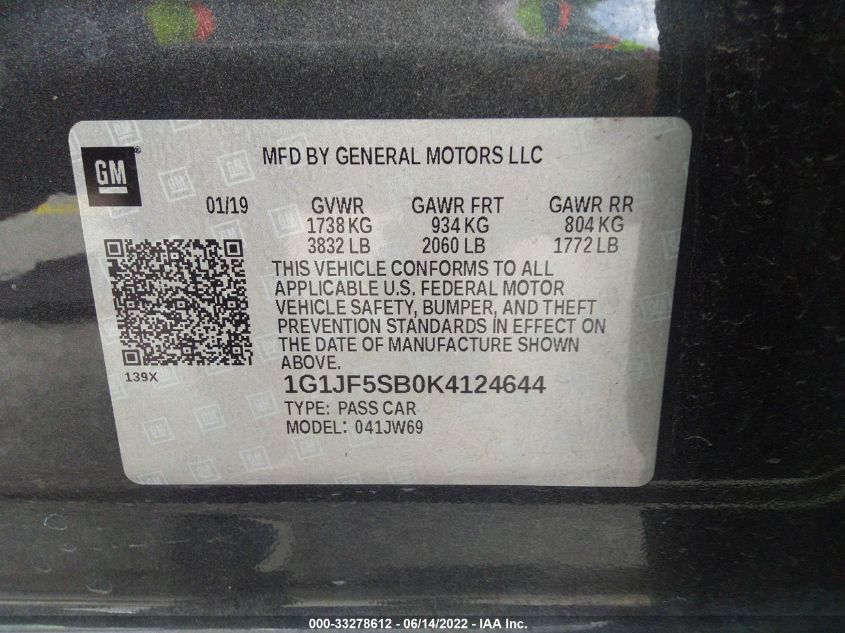 GM®
MFD BY GENERAL MOTORS LLC
01/19 GVWR GAWR FRT GAWR RR
1738 KG 934 KG 804 KG
3832 LB 2060 LB 1772 LB
THIS VEHICLE CONFORMS TO ALL
APPLICABLE U.S. FEDERAL MOTOR
VEHICLE SAFETY, BUMPER, AND THEFT
PREVENTION STANDARDS IN EFFECT ON
THE DATE OF MANUFACTURE SHOWN
ABOVE.
139X
1G1JF5SB0K4124644
TYPE: PASS CAR
MODEL: 041JW69
000-33278612 - 06/14/2022 - IAA Inc.